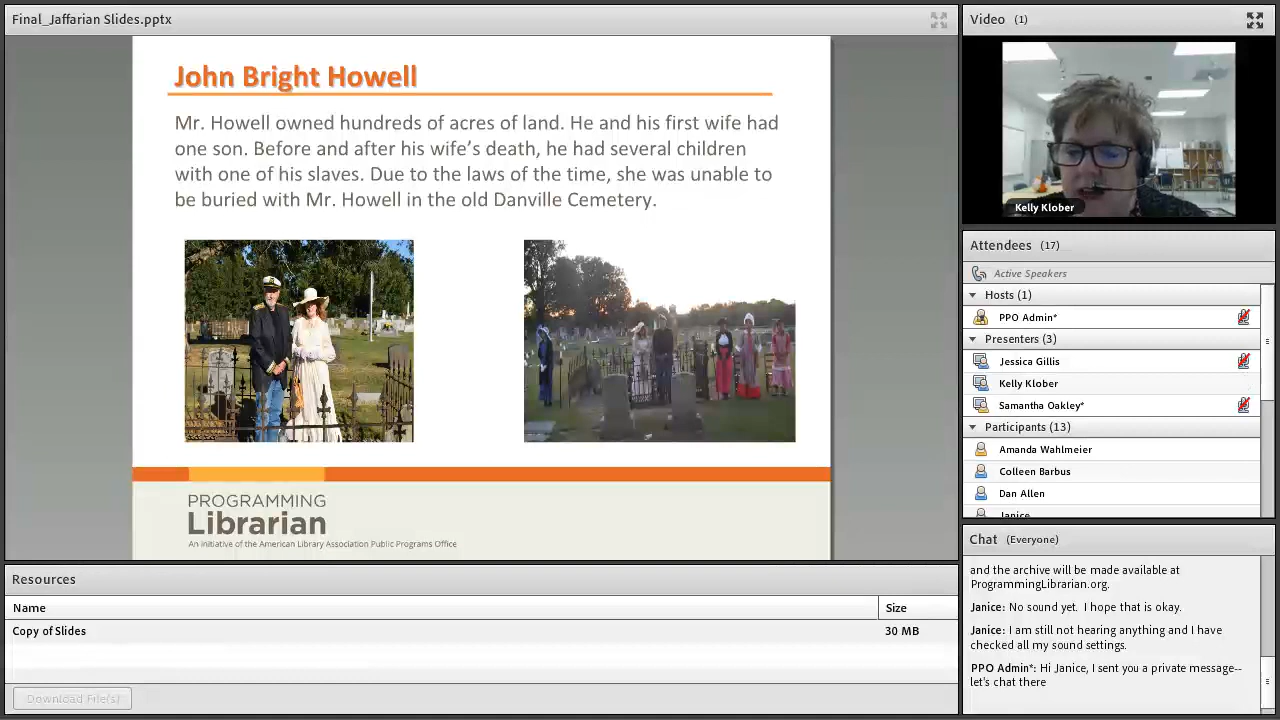 Final_Jaffarian Slides.pptx
John Bright Howell
Mr. Howell owned hundreds of acres of land. He and his first wife had
one son. Before and after his wife's death, he had several children
with one of his slaves. Due to the laws of the time, she was unable to
be buried with Mr. Howell in the old Danville Cemetery.
PROGRAMMING
Librarian
An initiative of the American Library Association Public Programs Office
Resources
Name Size
Copy of Slides 30 MB
Download File(s)
Video (1)
Kelly Klober
Attendees (17)
Active Speakers
Hosts (1)
PPO Admin*
Presenters (3)
Jessica Gillis
Kelly Klober
Samantha Oakley*
Participants (13)
Amanda Wahlmeier
Colleen Barbus
Dan Allen
Janice
Chat (Everyone)
and the archive will be made available at
ProgrammingLibrarian.org.
Janice: No sound yet. I hope that is okay.
Janice: I am still not hearing anything and I have
checked all my sound settings.
PPO Admin*: Hi Janice, I sent you a private message--
let's chat there